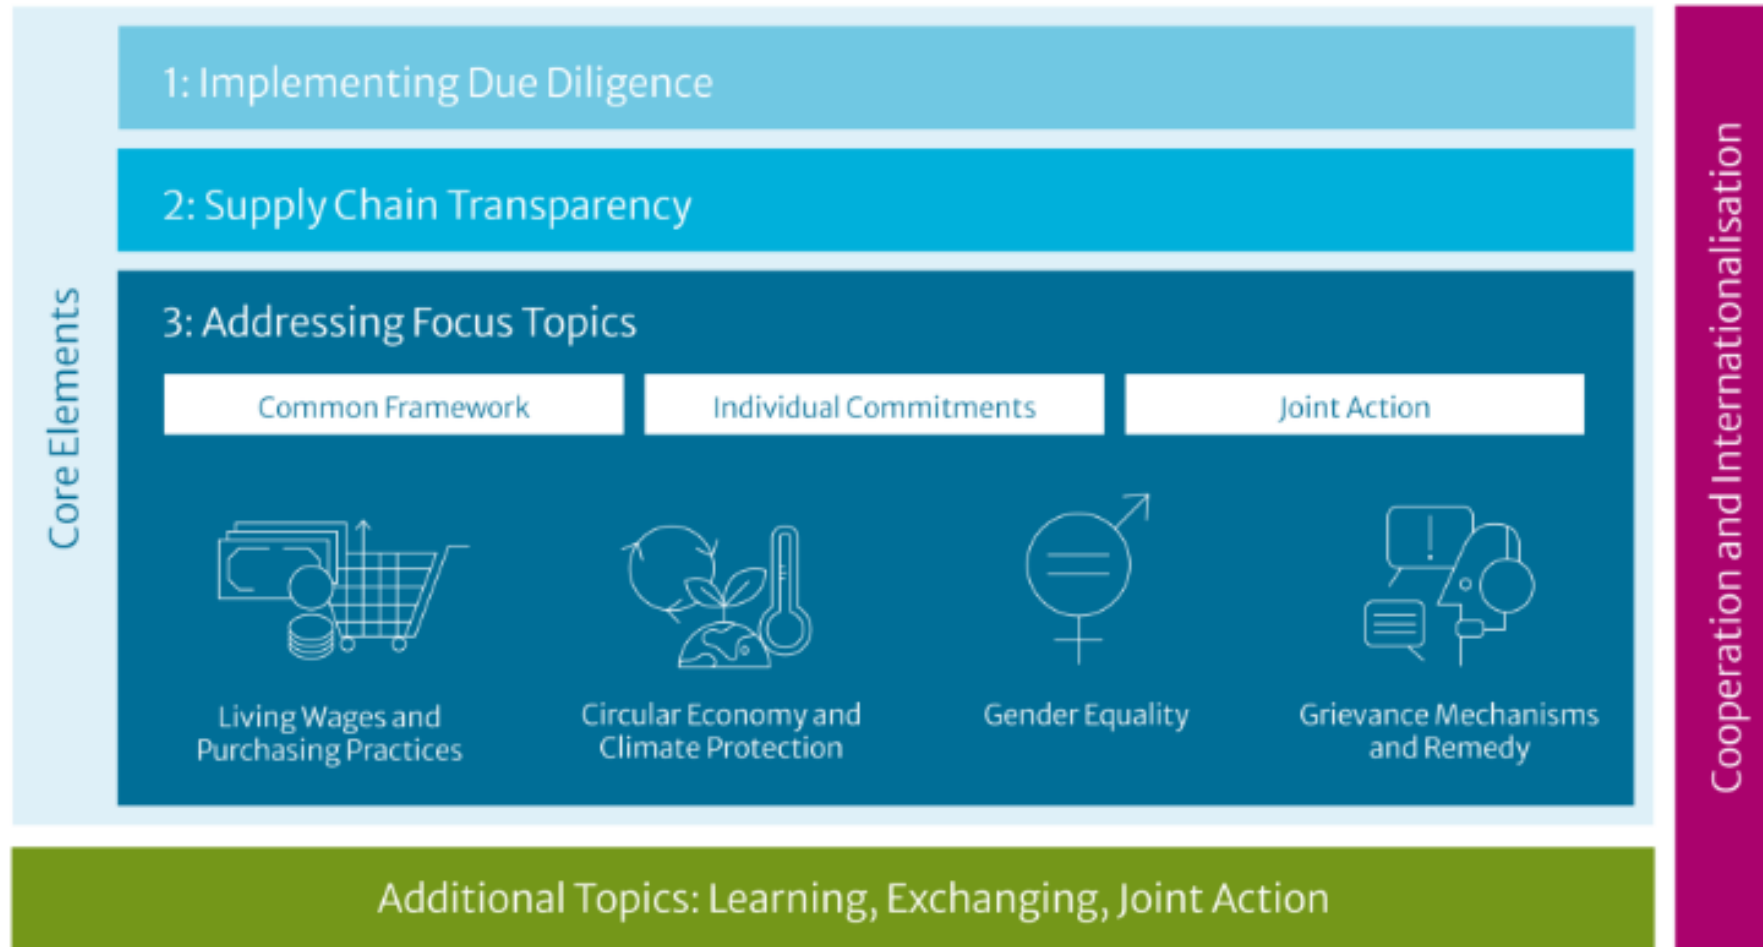 Core Elements
1: Implementing Due Diligence
2: Supply Chain Transparency
3: Addressing Focus Topics
Common Framework
Individual Commitments
Joint Action
Living Wages and
Purchasing Practices
Circular Economy and
Climate Protection
Gender Equality
Grievance Mechanisms
and Remedy
Additional Topics: Learning, Exchanging, Joint Action
Cooperation and Internationalisation